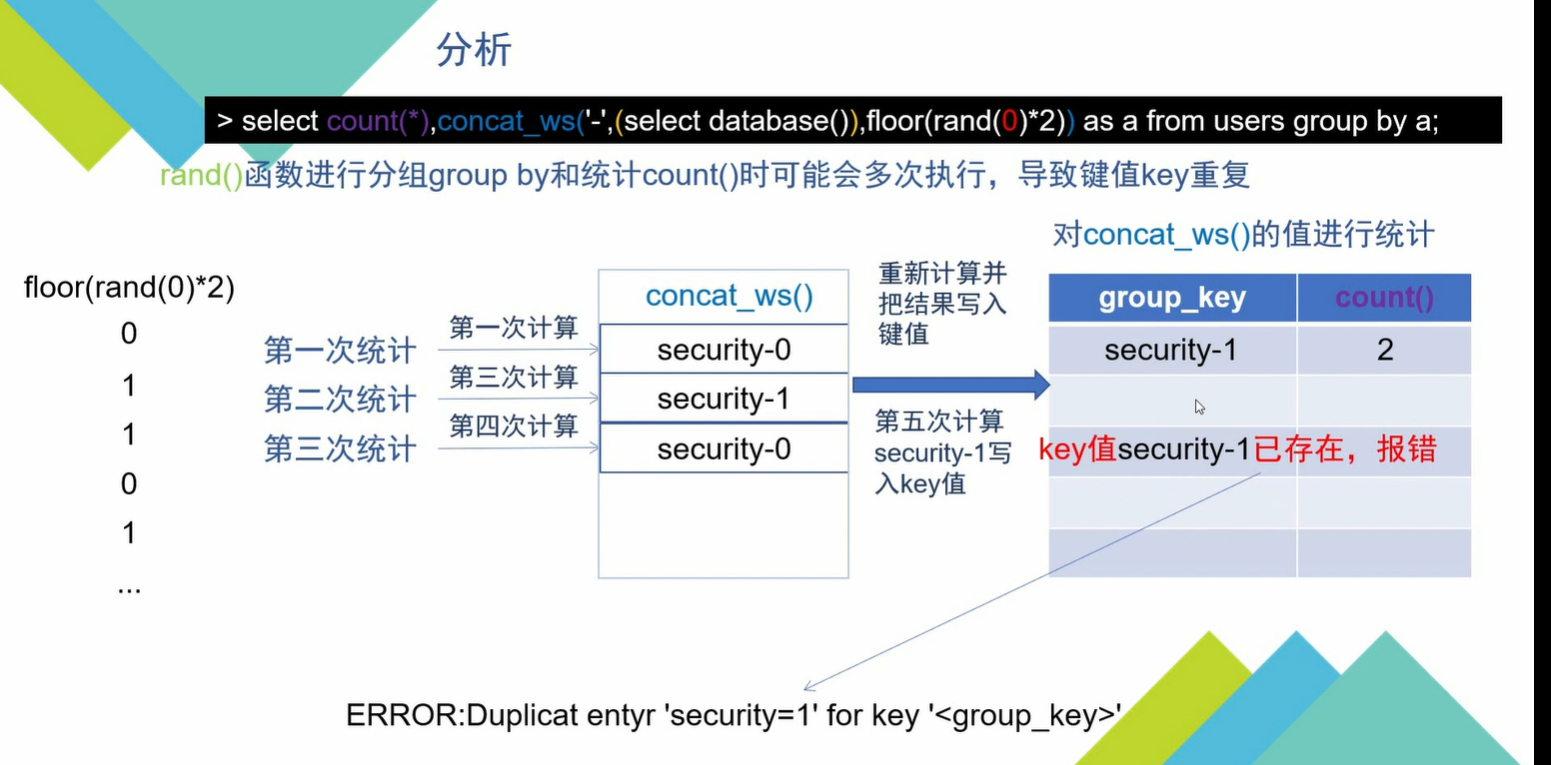 分析
> select count(*),concat_ws('-',(select database()),floor(rand(0)*2)) as a from users group by a;
rand()函数进行分组group by和统计count()时可能会多次执行，导致键值key重复
对concat_ws()的值进行统计
floor(rand(0)*2)
0
1
1
0
1
...
第一次统计
第二次统计
第三次统计
第一次计算
第三次计算
第四次计算
concat_ws()
security-0
security-1
security-0
重新计算并
把结果写入
键值
第五次计算
security-1写
入key值
group_key count()
security-1 2
key值security-1已存在，报错
ERROR:Duplicat entyr 'security=1' for key '<group_key>'